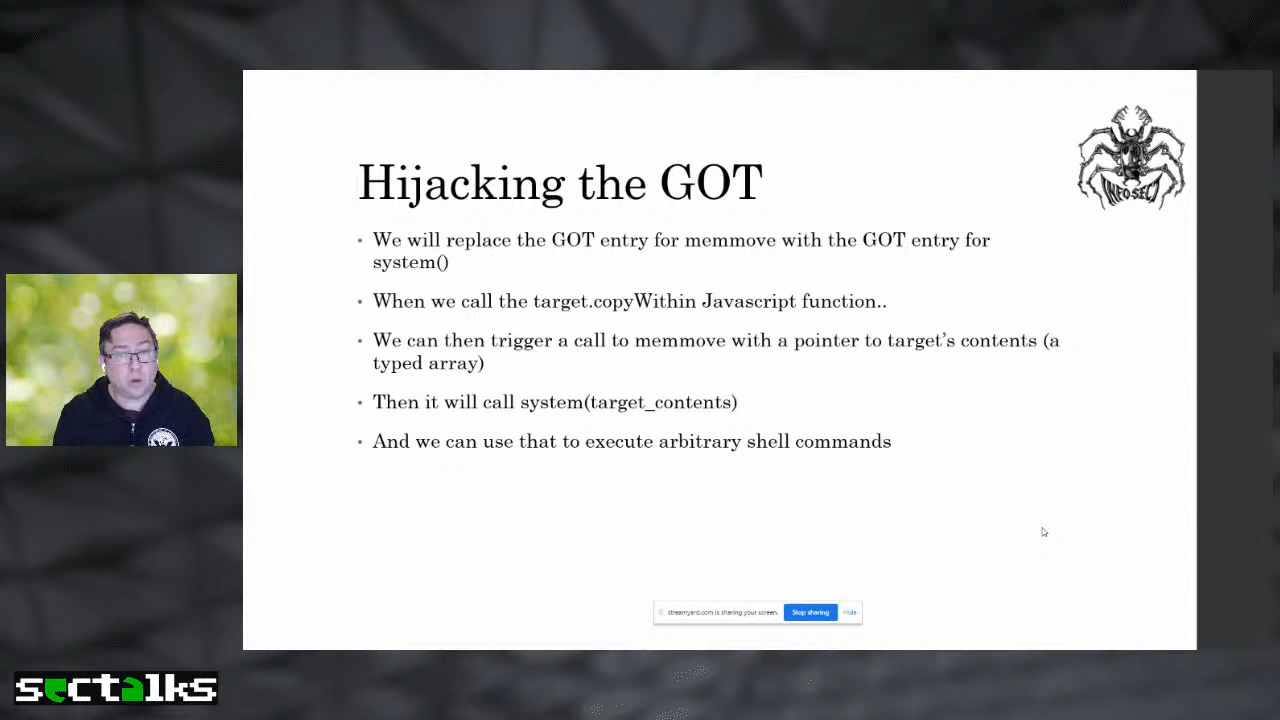 INFOSECT
Hijacking the GOT
• We will replace the GOT entry for memmove with the GOT entry for
system()
• When we call the target.copyWithin Javascript function..
• We can then trigger a call to memmove with a pointer to target's contents (a
typed array)
• Then it will call system(target_contents)
• And we can use that to execute arbitrary shell commands
streamyard.com is sharing your screen. Stop sharing Hide
sectalks